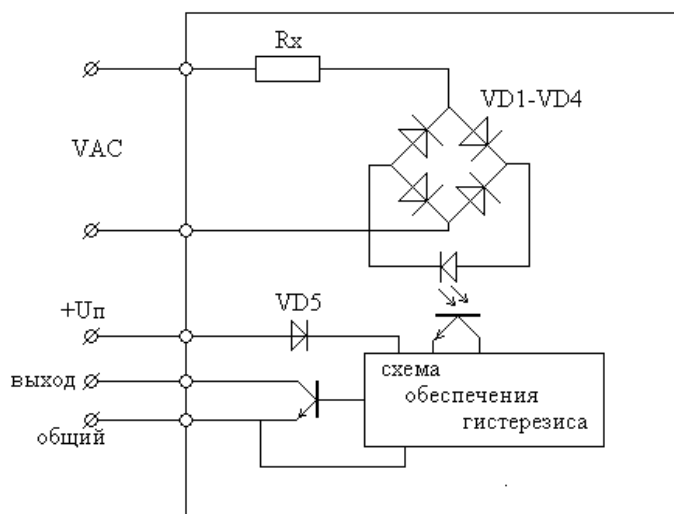 Rx
VD1-VD4
VAC
+Uп
VD5
выход
общий
схема
обеспечения
гистерезиса